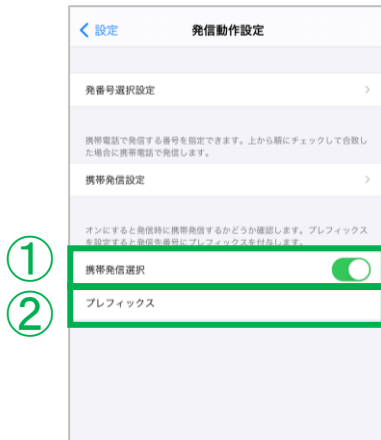 設定
発信動作設定
発番号選択設定
携帯電話で発信する番号を指定できます。上から順にチェックして合致し
た場合に携帯電話で発信します。
携帯発信設定
オンにすると発信時に携帯発信するかどうか確認します。プレフィックス
を設定すると発信先番号にプレフィックスを付与します。
①
携帯発信選択
②
プレフィックス